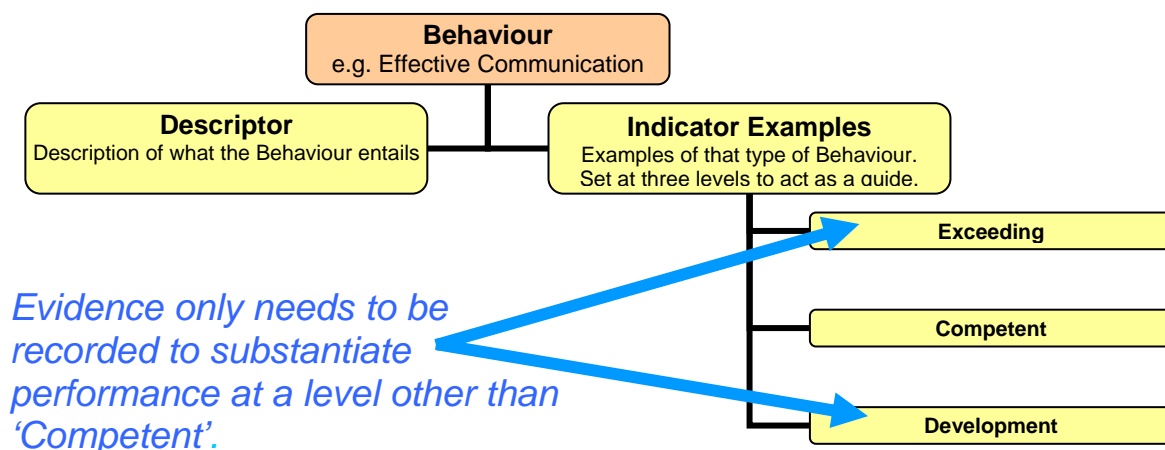 Behaviour
e.g. Effective Communication
Descriptor
Description of what the Behaviour entails
Indicator Examples
Examples of that type of Behaviour.
Set at three levels to act as a guide.
Exceeding
Evidence only needs to be
recorded to substantiate
performance at a level other than
‘Competent’.
Competent
Development